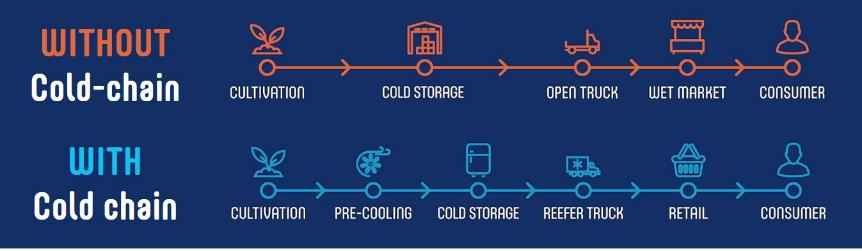 WITHOUT
Cold-chain
CULTIVATION
COLD STORAGE
OPEN TRUCK
WET MARKET
CONSUMER
WITH
Cold chain
CULTIVATION
PRE-COOLING
COLD STORAGE
REEFER TRUCK
RETAIL
CONSUMER